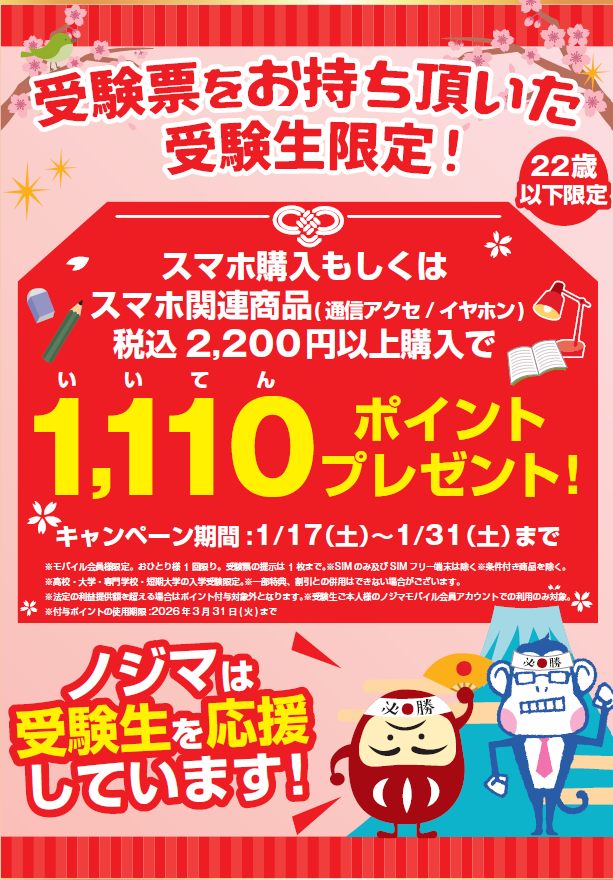 受験票をお持ち頂いた
受験生限定!
22歳
以下限定
スマホ購入もしくは
スマホ関連商品(通信アクセ/イヤホン)
税込2,200円以上購入で
いいてん
1,110ポイント
プレゼント!
キャンペーン期間:1/17(土)~1/31(土)まで
※モバイル会員様限定。おひとり様1回限り。受験票の提示は1枚まで。※SIMのみ及びSIMフリー端末は除く※条件付き商品を除く。
※高校・大学・専門学校・短期大学の入学受験限定。※一部特典、割引との併用はできない場合がございます。
※法定の利益提供額を超える場合はポイント付与対象外となります。※受験生ご本人様のノジマモバイル会員アカウントでの利用のみ対象。
※付与ポイントの使用期限:2026年3月31日(火)まで
ノジマは
受験生を応援
しています!
必勝
必勝